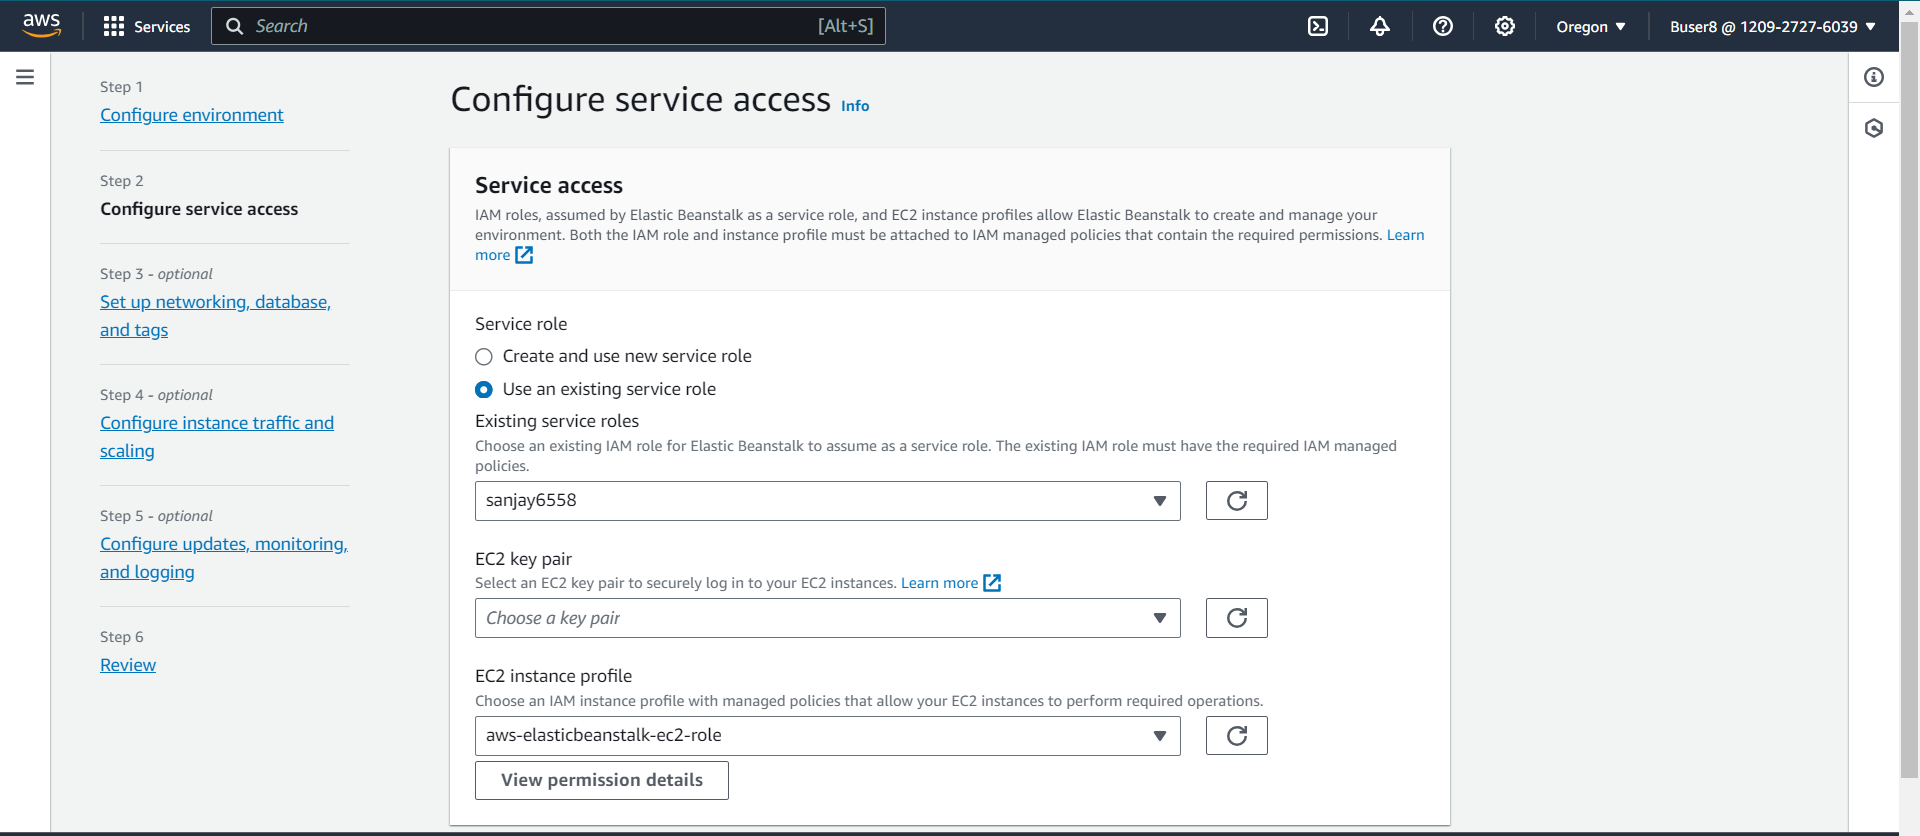 aws
Services
Search
[Alt+S]
Oregon
Buser8 @ 1209-2727-6039
Step 1
Configure environment
Step 2
Configure service access
Step 3 - optional
Set up networking, database,
and tags
Step 4 - optional
Configure instance traffic and
scaling
Step 5 - optional
Configure updates, monitoring,
and logging
Step 6
Review
Configure service access Info
Service access
IAM roles, assumed by Elastic Beanstalk as a service role, and EC2 instance profiles allow Elastic Beanstalk to create and manage your
environment. Both the IAM role and instance profile must be attached to IAM managed policies that contain the required permissions. Learn
more
Service role
Create and use new service role
Use an existing service role
Existing service roles
Choose an existing IAM role for Elastic Beanstalk to assume as a service role. The existing IAM role must have the required IAM managed
policies.
sanjay6558
EC2 key pair
Select an EC2 key pair to securely log in to your EC2 instances. Learn more
Choose a key pair
EC2 instance profile
Choose an IAM instance profile with managed policies that allow your EC2 instances to perform required operations.
aws-elasticbeanstalk-ec2-role
View permission details